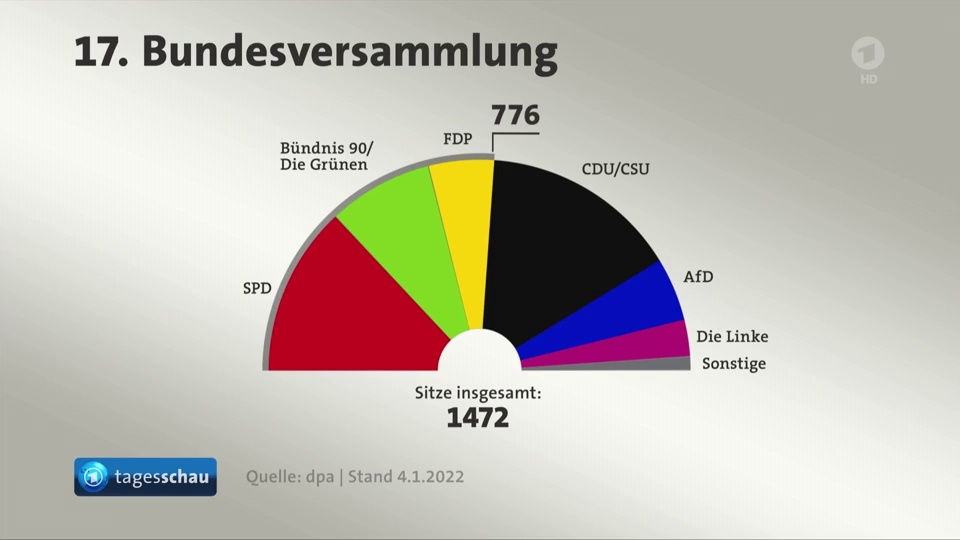 17. Bundesversammlung
1
HD
776
FDP
Bündnis 90/
Die Grünen
CDU/CSU
AfD
SPD
Die Linke
Sonstige
Sitze insgesamt:
1472
1 tagesschau
Quelle: dpa | Stand 4.1.2022